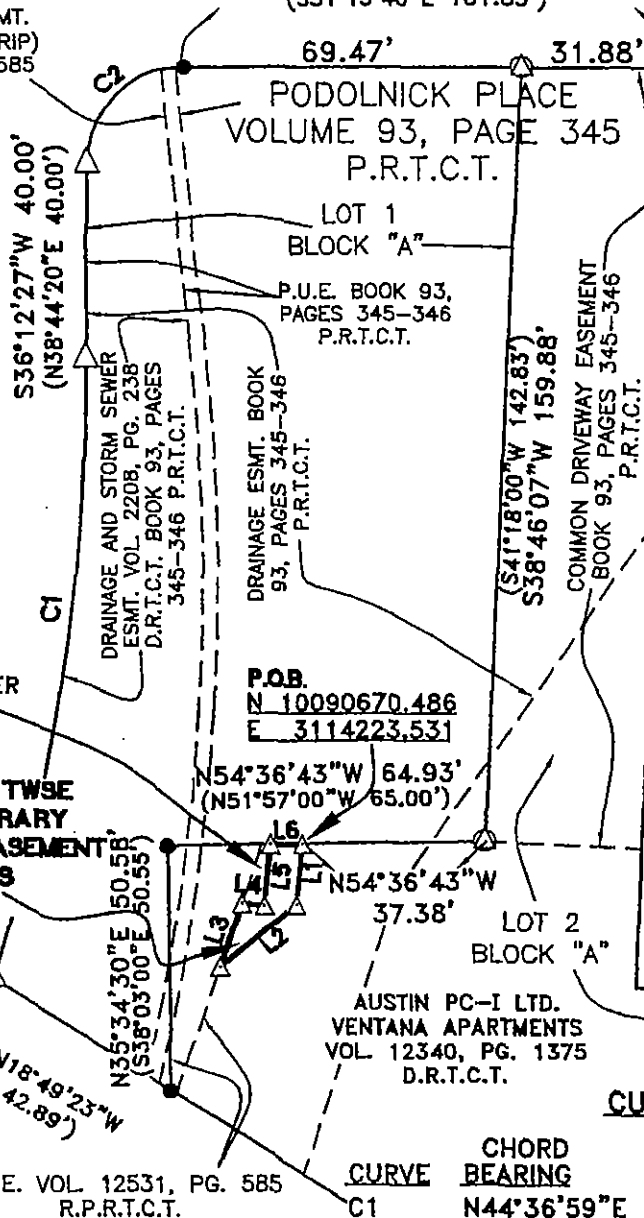 MT.
RIP)
585
C2
69.47'
31.88'
PODOLNICK PLACE
VOLUME 93, PAGE 345
P.R.T.C.T.
S36°12'27"W 40.00'
(N38°44'20"E 40.00')
LOT 1
BLOCK "A"
P.U.E. BOOK 93,
PAGES 345-346
P.R.T.C.T.
DRAINAGE AND STORM SEWER
ESMT. VOL. 2208, PG. 238
D.R.T.C.T. BOOK 93, PAGES
345-346 P.R.T.C.T.
DRAINAGE ESMT. BOOK
93, PAGES 345-346
P.R.T.C.T.
(S41°18'00"W 142.83')
S38°46'07"W 159.88'
COMMON DRIVEWAY EASEMENT
BOOK 93, PAGES 345-346
P.R.T.C.T.
C1
ER
P.O.B.
N 10090670.486
E 3114223.531
TWSE
RARY
ASEMENT
S
N54°36'43"W 64.93'
(N51°57'00"W 65.00')
L6
L4
L5
L1
L3
L2
N54°36'43"W
37.38'
N35°34'30"E 50.58'
(S38°03'00"E 50.55')
LOT 2
BLOCK "A"
AUSTIN PC-I LTD.
VENTANA APARTMENTS
VOL. 12340, PG. 1375
D.R.T.C.T.
N18°49'23"W
42.89')
CU
E. VOL. 12531, PG. 585
R.P.R.T.C.T.
CHORD
CURVE BEARING
C1 N44°36'59"E